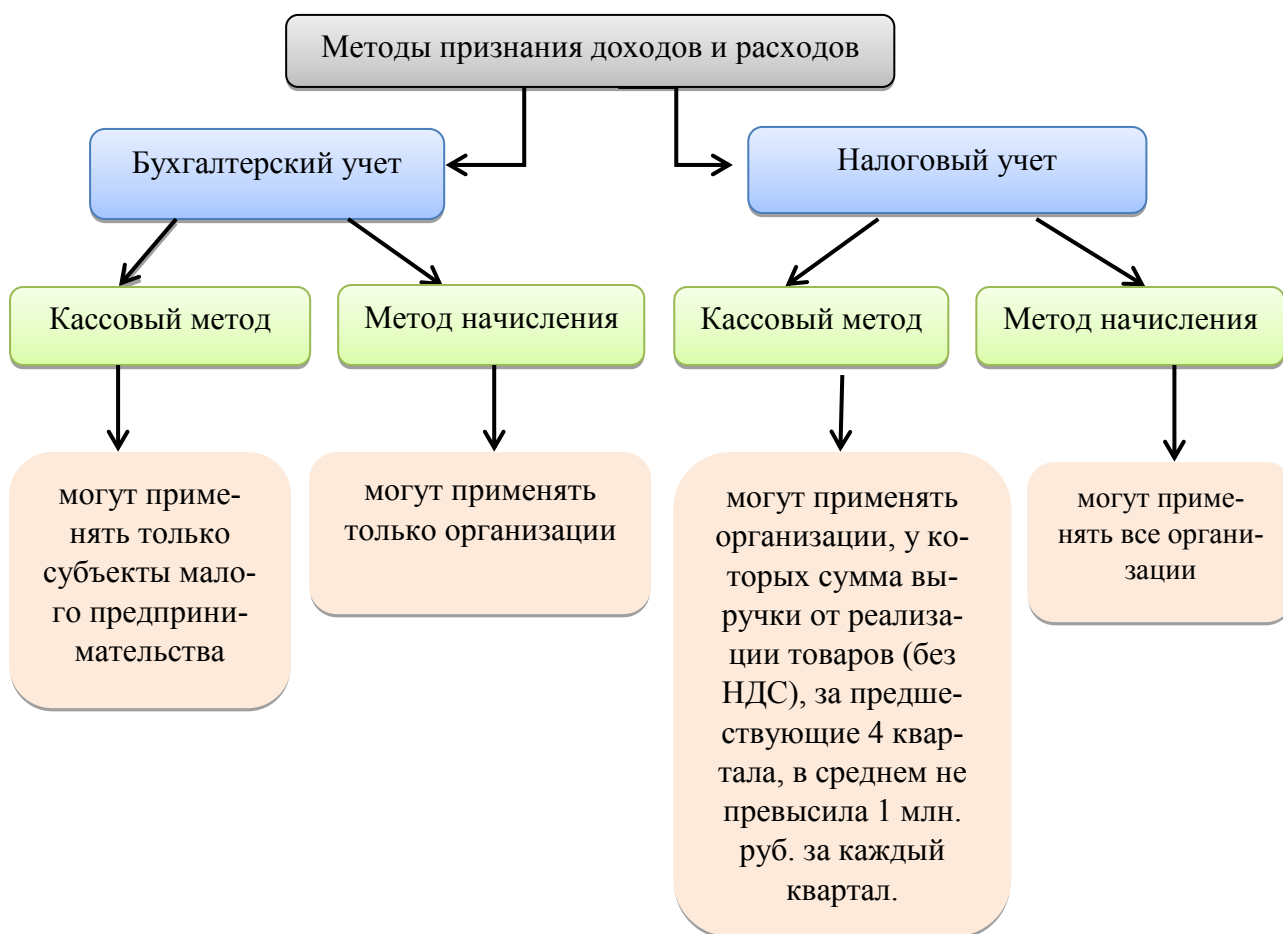 Методы признания доходов и расходов
Бухгалтерский учет
Налоговый учет
Кассовый метод
Метод начисления
Кассовый метод
Метод начисления
могут приме-
нять только
субъекты мало-
го предприни-
мательства
могут применять
только организации
могут применять
организации, у ко-
торых сумма вы-
ручки от реализа-
ции товаров (без
НДС), за предше-
ствующие 4 квар-
тала, в среднем не
превысила 1 млн.
руб. за каждый
квартал.
могут приме-
нять все органи-
зации